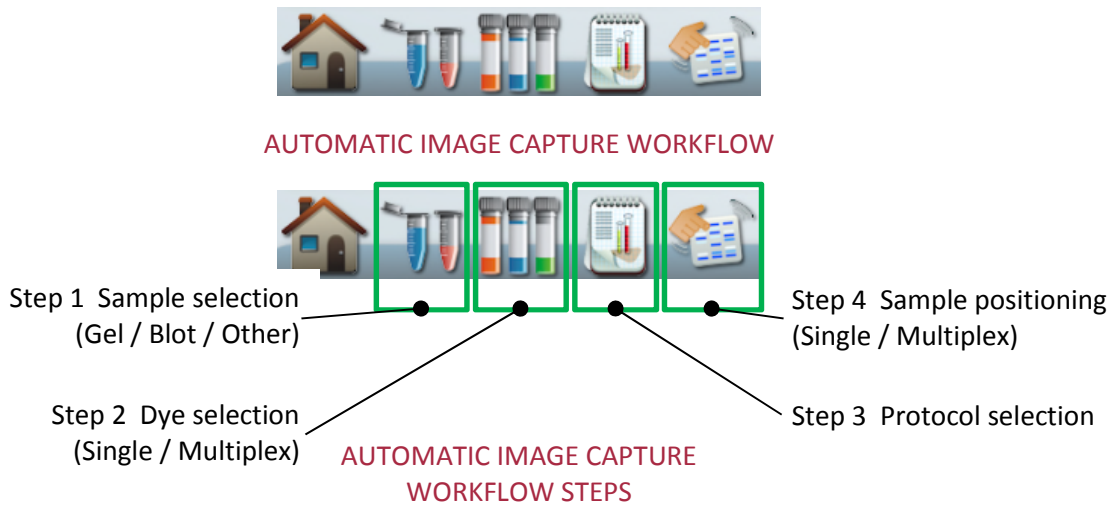 AUTOMATIC IMAGE CAPTURE WORKFLOW
Step 1 Sample selection
(Gel / Blot / Other)
Step 2 Dye selection
(Single / Multiplex)
Step 4 Sample positioning
(Single / Multiplex)
Step 3 Protocol selection
AUTOMATIC IMAGE CAPTURE
WORKFLOW STEPS